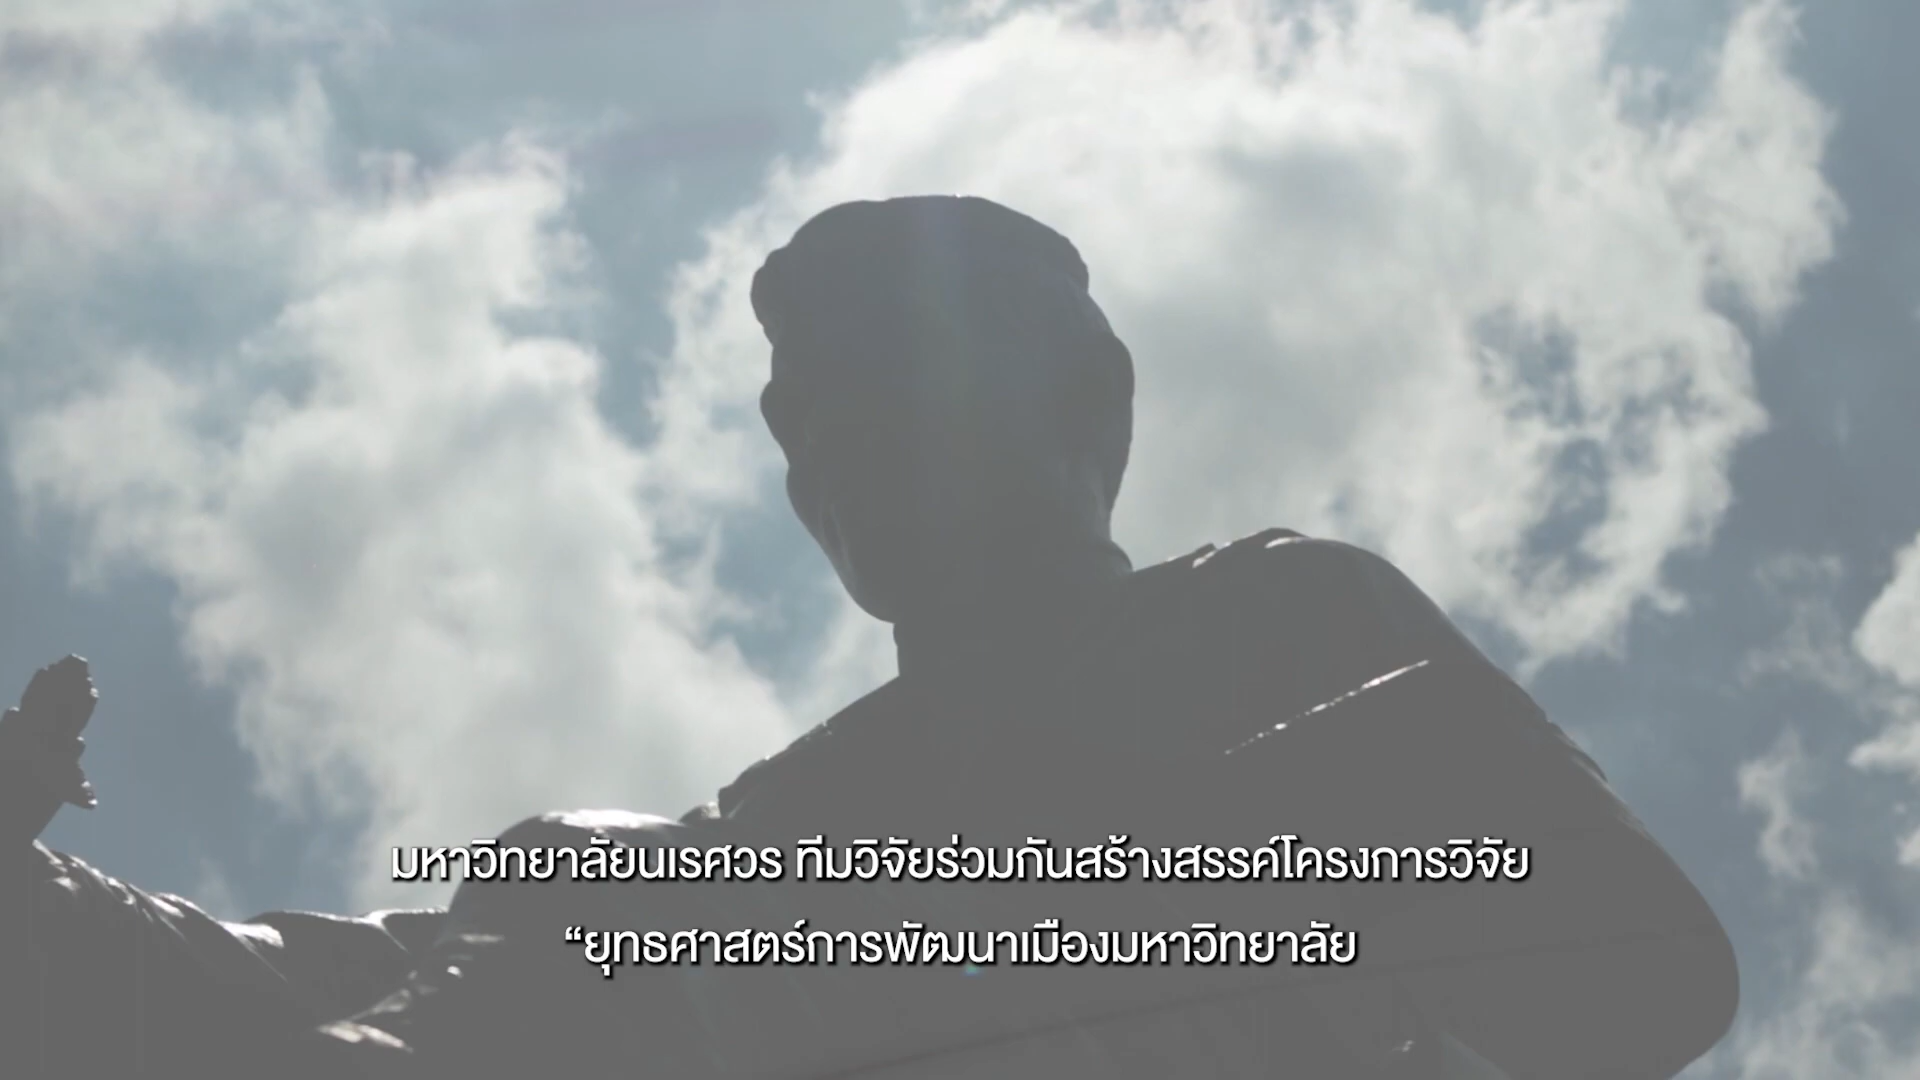 มหาวิทยาลัยนเรศวร ทีมวิจัยร่วมกันสร้างสรรค์โครงการวิจัย
“ยุทธศาสตร์การพัฒนาเมืองมหาวิทยาลัย